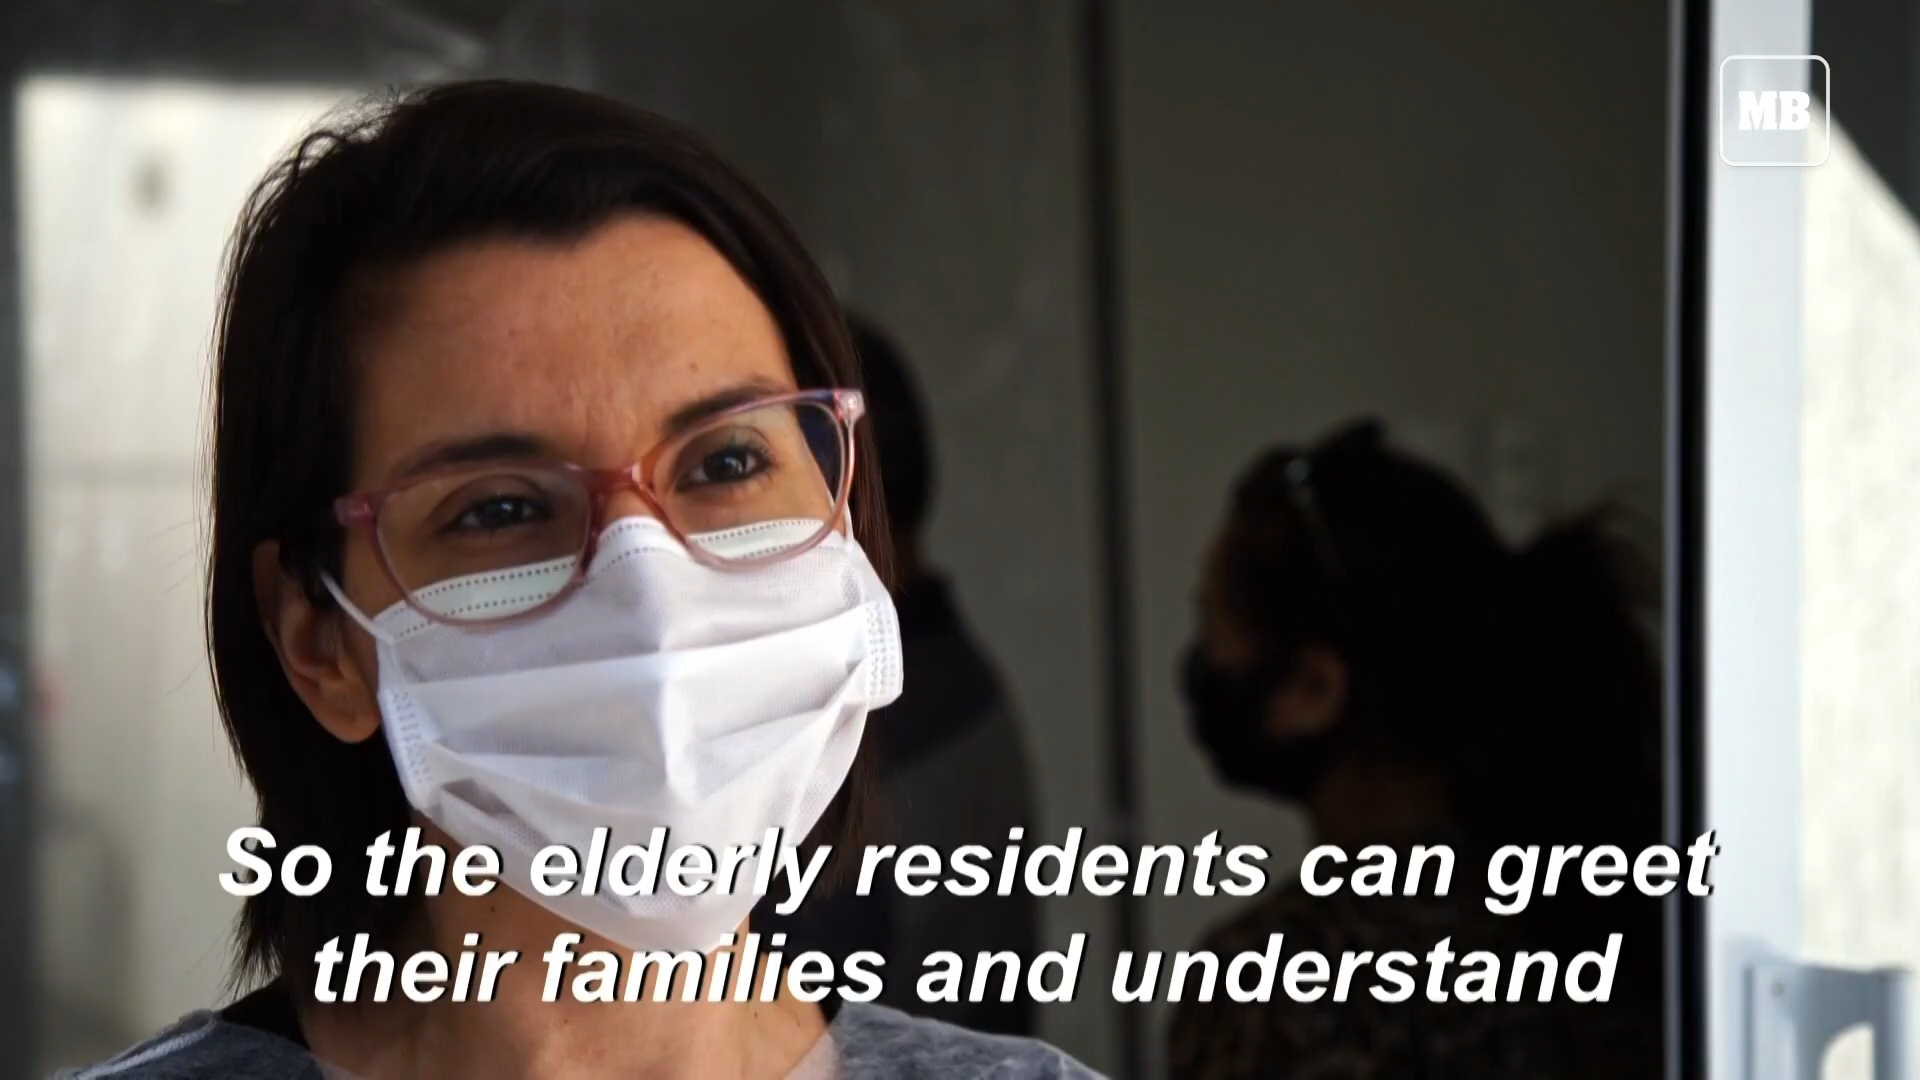 MB
So the elderly residents can greet
their families and understand